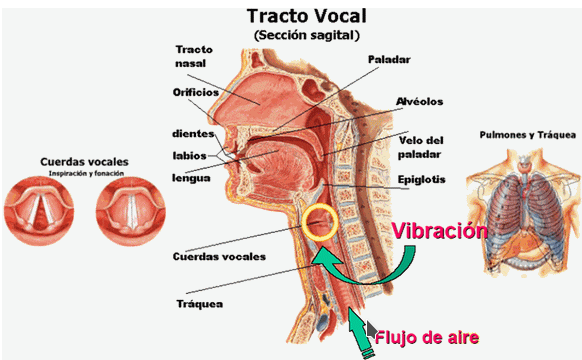 Tracto Vocal
(Sección sagital)
Tracto
nasal
Orificios
dientes
labios
lengua
Cuerdas vocales
Tráquea
Paladar
Alvéolos
Velo del
paladar
Epiglotis
Vibración
Flujo de aire
Cuerdas vocales
Inspiración y fonación
Pulmones y Tráquea